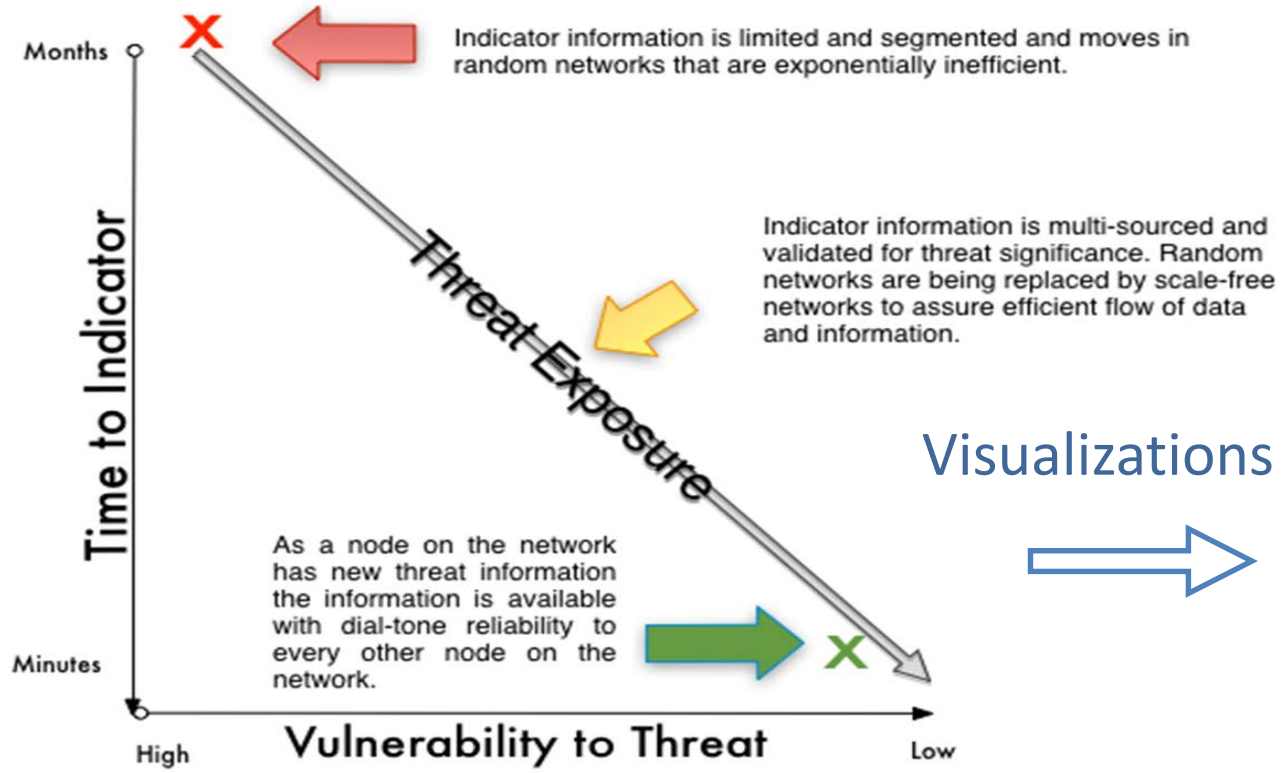 Months
X
Indicator information is limited and segmented and moves in
random networks that are exponentially inefficient.
Time to Indicator
Threat Exposure
Indicator information is multi-sourced and
validated for threat significance. Random
networks are being replaced by scale-free
networks to assure efficient flow of data
and information.
Visualizations
As a node on the network
has new threat information
the information is available
with dial-tone reliability to
every other node on the
network.
X
Minutes
High
Vulnerability to Threat
Low